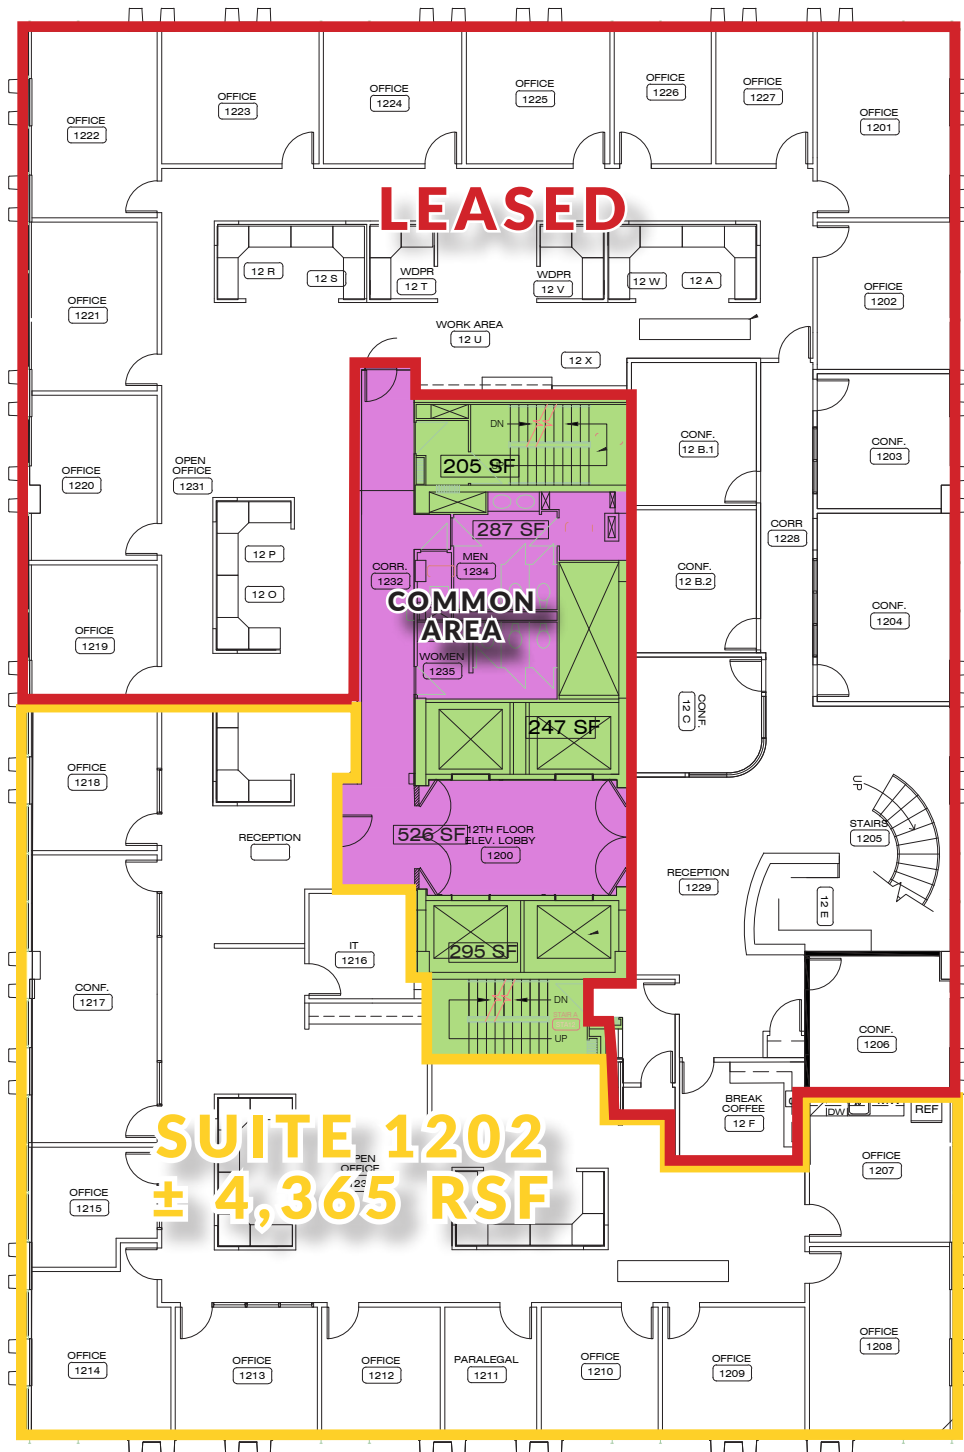 OFFICE
1222
OFFICE
1223
OFFICE
1224
OFFICE
1225
OFFICE
1226
OFFICE
1227
OFFICE
1201
LEASED
12 R
12 S
WDPR
12 T
WDPR
12 V
12 W
12 A
OFFICE
1221
OFFICE
1202
WORK AREA
12 U
12 X
DN
205 SF
CONF.
12 B.1
CONF.
1203
OFFICE
1220
OPEN
OFFICE
1231
287 SF
MEN
1234
CORR
1228
12 P
12 O
CORR.
1232
COMMON
AREA
CONF.
12 B.2
CONF.
1204
OFFICE
1219
WOMEN
1235
CONF.
12 C
247 SF
OFFICE
1218
UP
STAIRS
1205
RECEPTION
526 SF
12TH FLOOR
ELEV. LOBBY
1200
RECEPTION
1229
12 E
IT
1216
295 SF
CONF.
1217
DN
STAIR A
UP
CONF.
1206
BREAK
COFFEE
12 F
DW
REF
SUITE 1202
± 4,365 RSF
OFFICE
OFFICE
1207
OFFICE
1215
OFFICE
1214
OFFICE
1213
OFFICE
1212
PARALEGAL
1211
OFFICE
1210
OFFICE
1209
OFFICE
1208